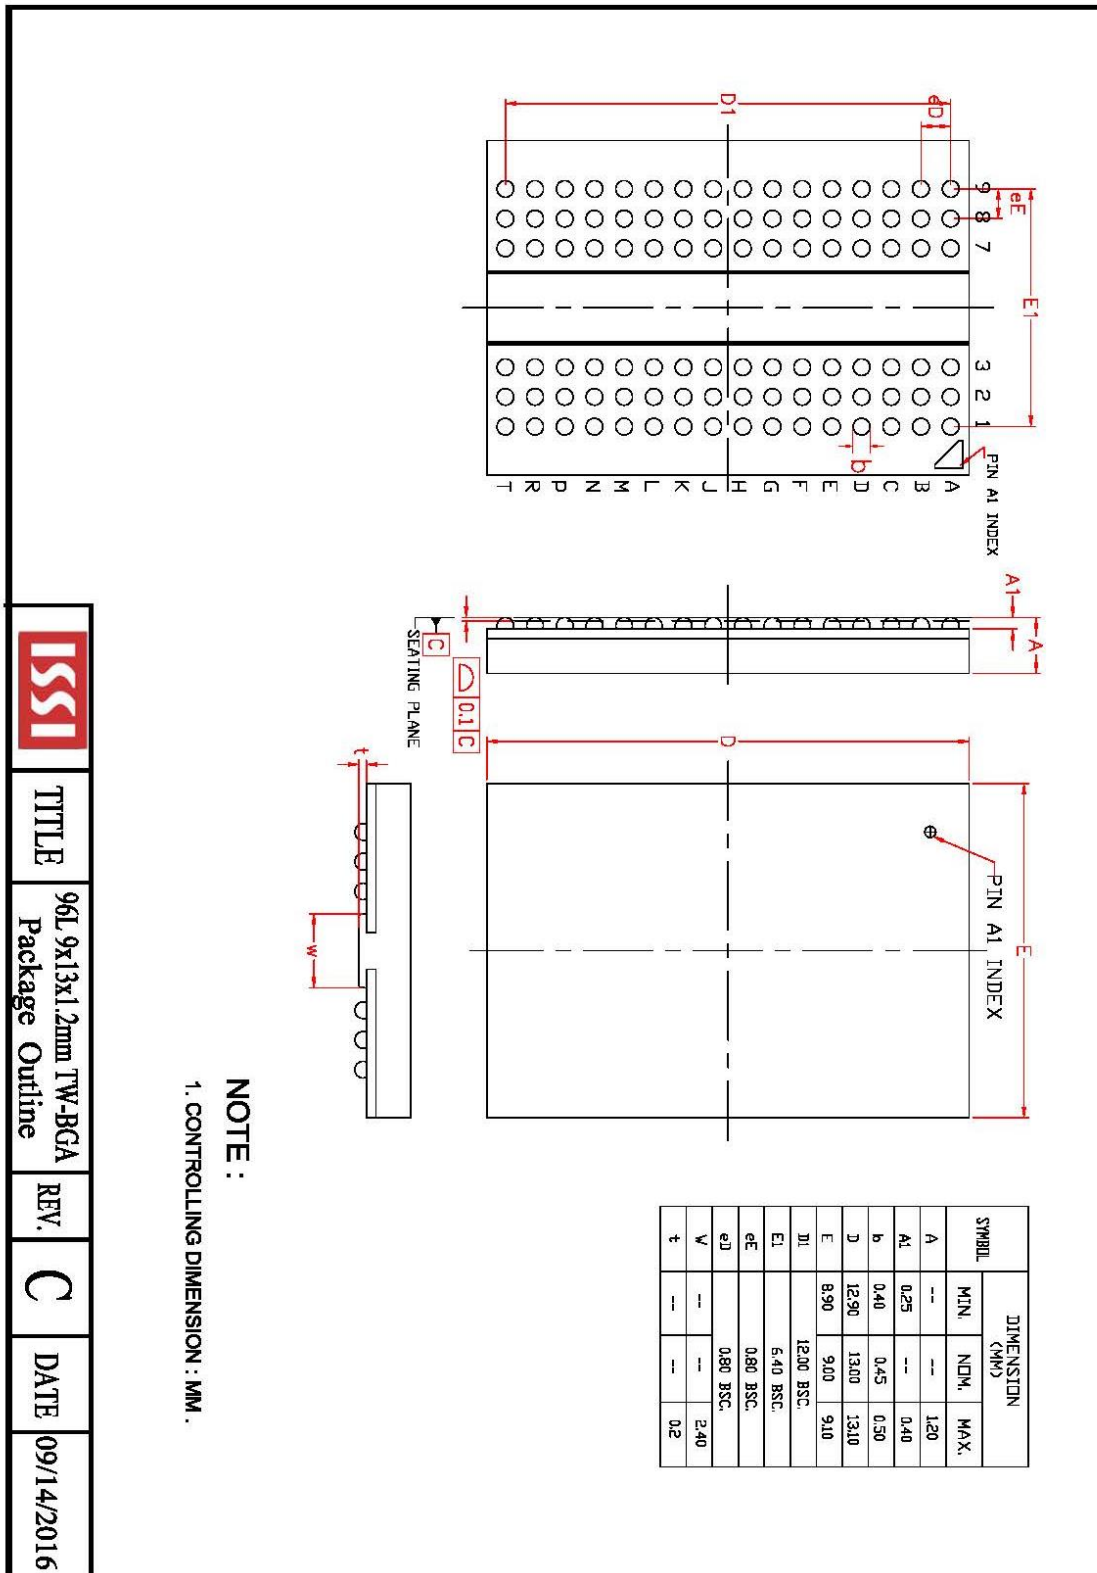 D1
eD
9
8
7
eE
E1
3
2
1
b
PIN A1 INDEX
T R P N M L K J H G F E D C B A
A1
A
C
SEATING PLANE
0.1 C
D
E
PIN A1 INDEX
t
w
SYMBOL
DIMENSION
(MM)
MIN. NOM. MAX.
A -- -- 1.20
A1 0.25 -- 0.40
b 0.40 0.45 0.50
D 12.90 13.00 13.10
E 8.90 9.00 9.10
D1 12.00 BSC.
E1 6.40 BSC.
eE 0.80 BSC.
eD 0.80 BSC.
W -- -- 2.40
t -- -- 0.2
NOTE :
1. CONTROLLING DIMENSION : MM .
ISSI
TITLE
96L 9x13x1.2mm TW-BGA
Package Outline
REV.
C
DATE
09/14/2016